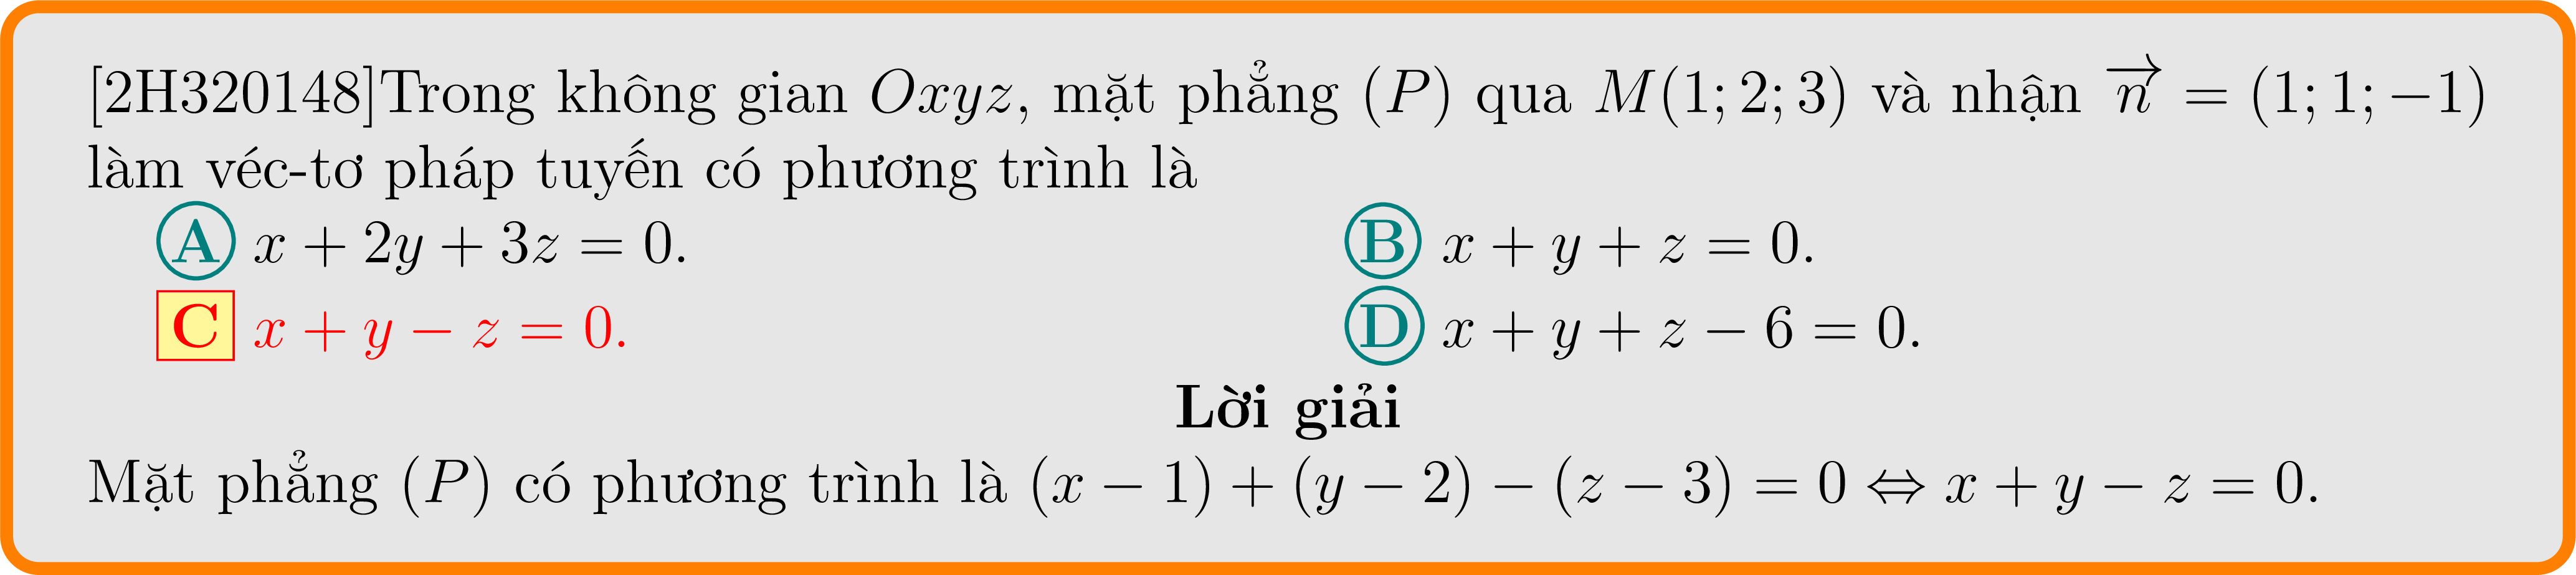 [2H320148]Trong không gian Oxyz, mặt phẳng (P) qua M(1; 2; 3) và nhận n⃗ = (1; 1; −1)
làm véc-tơ pháp tuyến có phương trình là
A x + 2y + 3z = 0. B x + y + z = 0.
C x + y − z = 0. D x + y + z − 6 = 0.
Lời giải
Mặt phẳng (P) có phương trình là (x − 1) + (y − 2) − (z − 3) = 0 ⇔ x + y − z = 0.